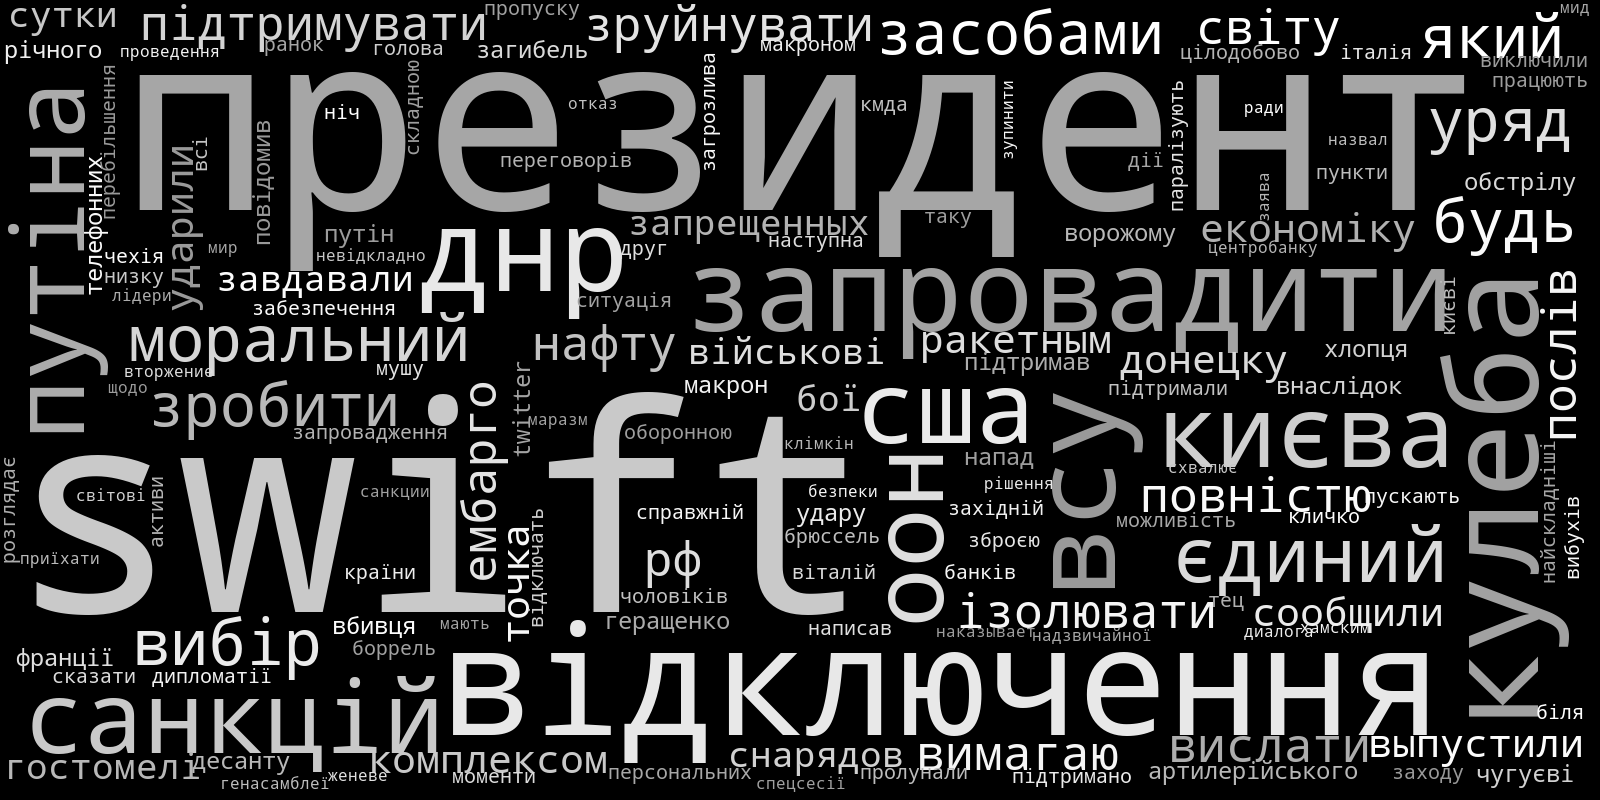 сутки
підтримувати
пропуску
зруйнувати
засобами
світу
який
мид
річного
проведення
ранок
голова
загибель
макроном
цілодобово
італія
виключили
працюють
президент
путіна
перебільшення
телефонних
ударили
всі
повідомив
ніч
складною
отказ
переговорів
загрозлива
кмда
зупинити
дії
паралізують
ради
заява
назвал
пункти
уряд
обстрілу
будь
чехія
низку
лідери
мир
путін
невідкладно
завдавали
забезпечення
днр
друг
запрещенных
наступна
таку
ворожому
економіку
центробанку
ситуація
запровадити
києві
кулеба
послів
моральний
вторжение
щодо
мушу
нафту
військові
ракетным
підтримав
донецку
хлопця
підтримали
внаслідок
зробити
запровадження
twitter
маразм
макрон
оборонною
бої
клімкін
сша
всу
києва
схвалює
swift
розглядає
світові
активи
приїхати
санкции
ембарго
країни
точка
відключать
справжній
рф
чоловіків
геращенко
безпеки
удару
брюссель
віталій
написав
оон
напад
рішення
західній
зброєю
банків
повністю
пускають
можливість
кличко
найскладніші
вибухів
єдиний
ізолювати
тец
сообщили
наказывает
надзвичайної
диалога
хамским
вибір
вбивця
мають
боррель
франції
сказати
дипломатії
відключення
санкцій
біля
гостомелі
десанту
генасамблеї
женеве
комплексом
моменти
персональних
снарядов
спецсесії
пролунали
вимагаю
підтримано
вислати
артилерійського
выпустили
заходу
чугуєві